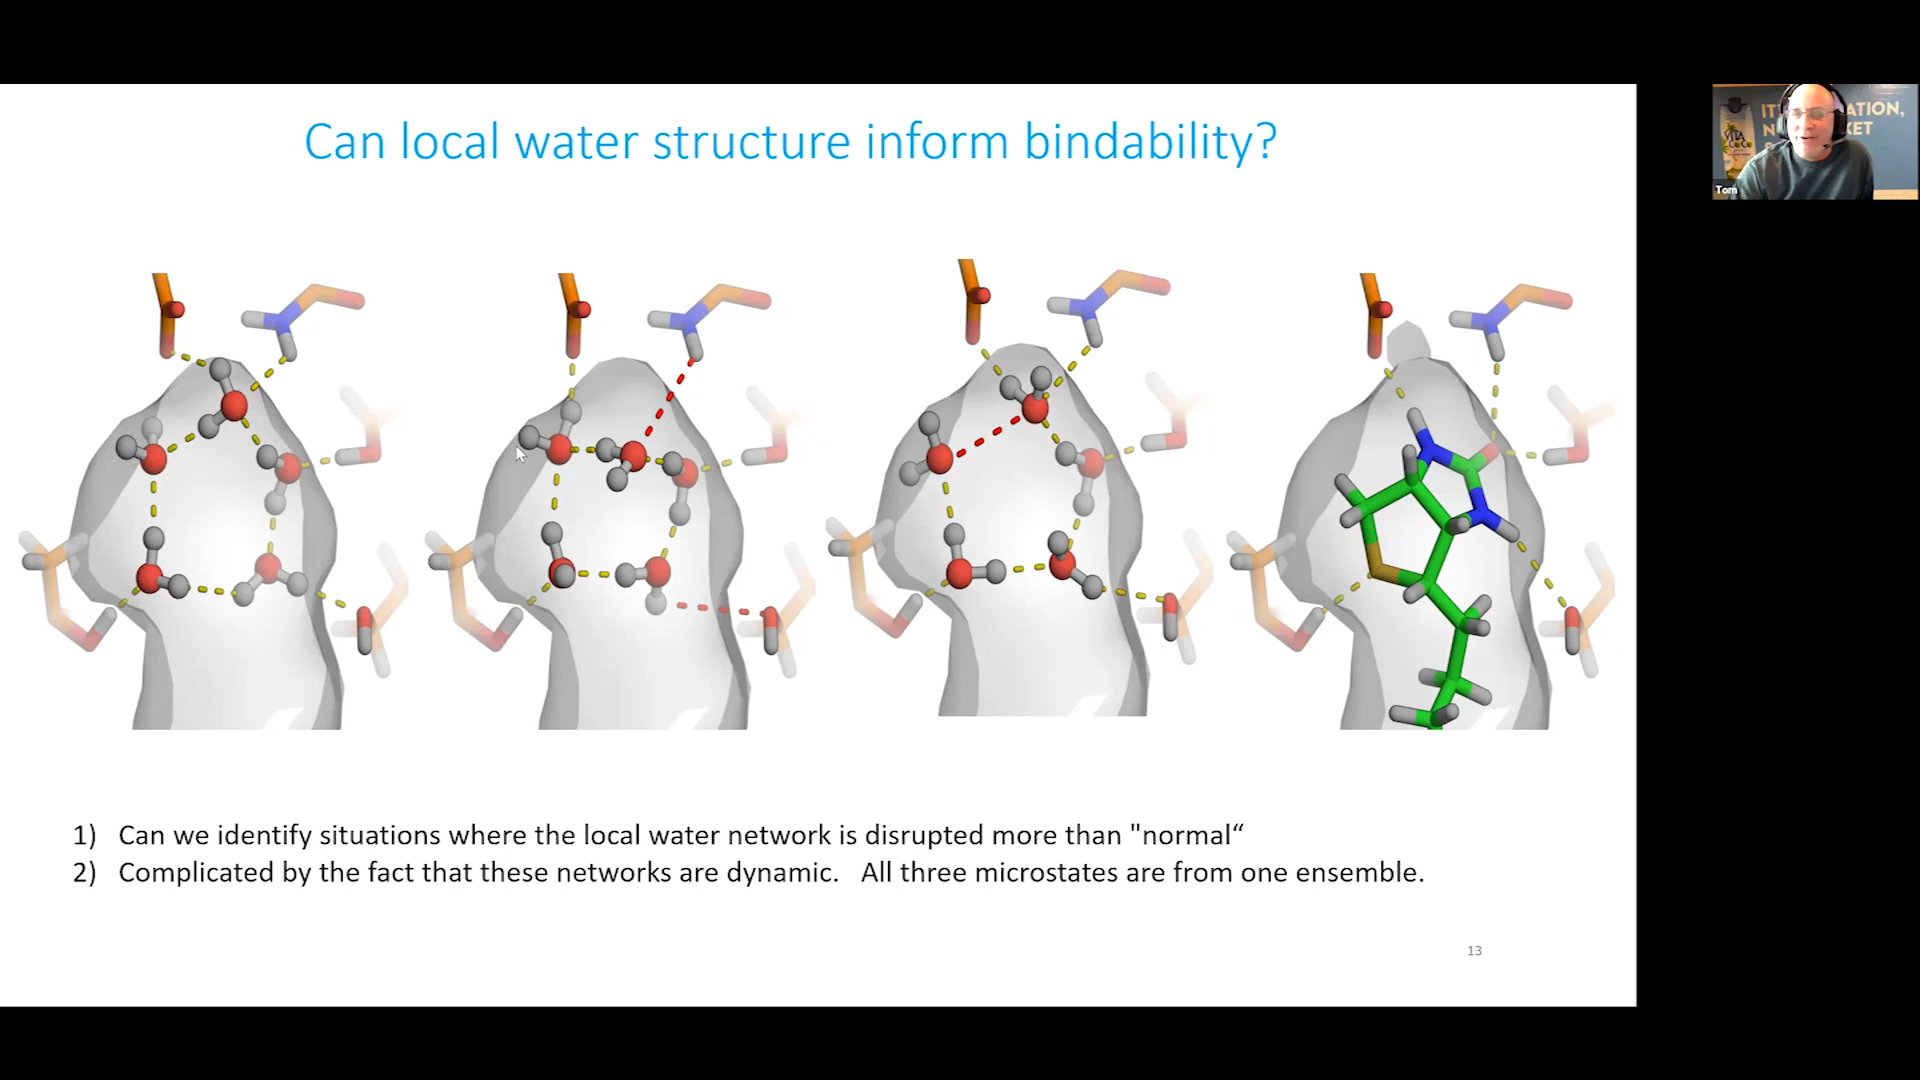 Can local water structure inform bindability?
1) Can we identify situations where the local water network is disrupted more than "normal“
2) Complicated by the fact that these networks are dynamic. All three microstates are from one ensemble.
13
Tom
VITA